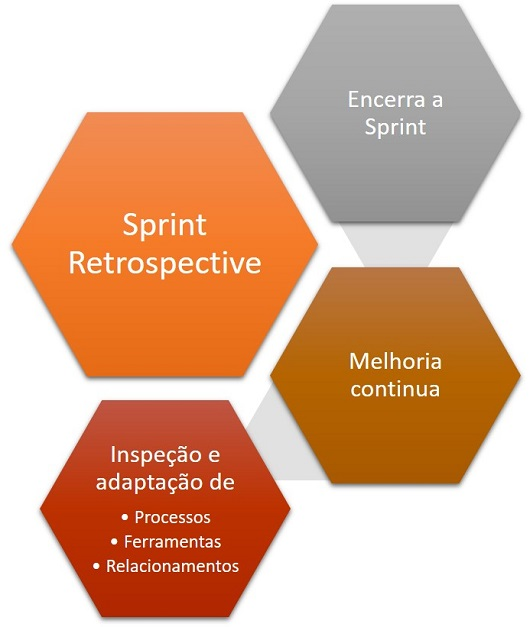 Encerra a
Sprint
Sprint
Retrospective
Melhoria
continua
Inspeção e
adaptação de
• Processos
• Ferramentas
• Relacionamentos